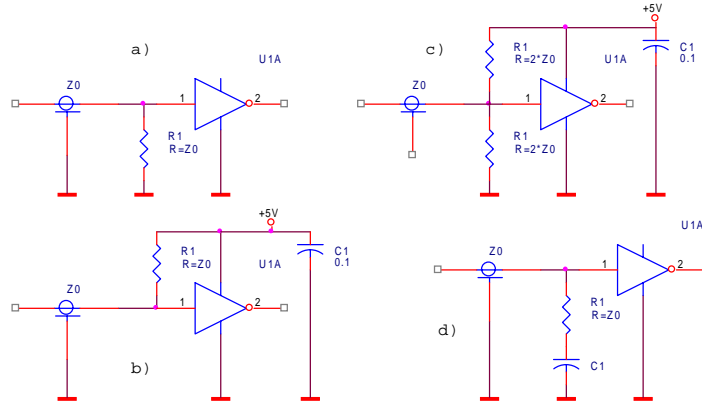 a)
U1A
Z0
1
2
R1
R=Z0
c)
+5V
R1
R=2*Z0
U1A
C1
0.1
Z0
1
2
R1
R=2*Z0
+5V
R1
R=Z0
U1A
C1
0.1
Z0
1
2
b)
U1A
Z0
1
2
R1
R=Z0
d)
C1